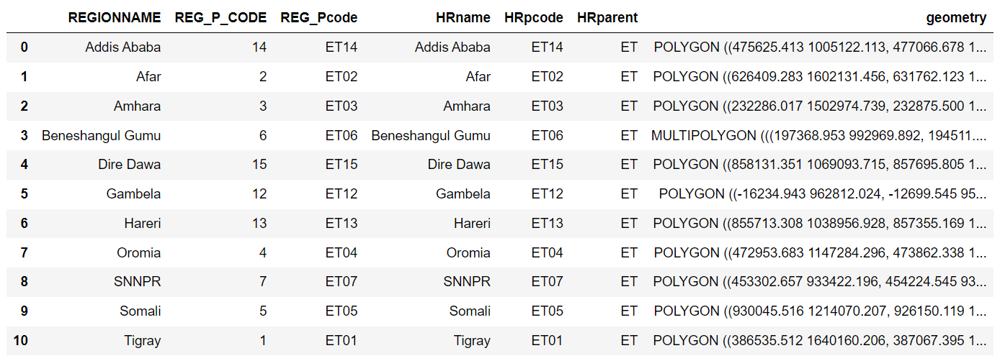 REGIONNAME REG_P_CODE REG_Pcode HRname HRpcode HRparent geometry
0 Addis Ababa 14 ET14 Addis Ababa ET14 ET POLYGON ((475625.413 1005122.113, 477066.678 1...
1 Afar 2 ET02 Afar ET02 ET POLYGON ((626409.283 1602131.456, 631762.123 1...
2 Amhara 3 ET03 Amhara ET03 ET POLYGON ((232286.017 1502974.739, 232875.500 1...
3 Beneshangul Gumu 6 ET06 Beneshangul Gumu ET06 ET MULTIPOLYGON (((197368.953 992969.892, 194511....
4 Dire Dawa 15 ET15 Dire Dawa ET15 ET POLYGON ((858131.351 1069093.715, 857695.805 1...
5 Gambela 12 ET12 Gambela ET12 ET POLYGON ((-16234.943 962812.024, -12699.545 95...
6 Hareri 13 ET13 Hareri ET13 ET POLYGON ((855713.308 1038956.928, 857355.169 1...
7 Oromia 4 ET04 Oromia ET04 ET POLYGON ((472953.683 1147284.296, 473862.338 1...
8 SNNPR 7 ET07 SNNPR ET07 ET POLYGON ((453302.657 933422.196, 454224.545 93...
9 Somali 5 ET05 Somali ET05 ET POLYGON ((930045.516 1214070.207, 926150.119 1...
10 Tigray 1 ET01 Tigray ET01 ET POLYGON ((386535.512 1640160.206, 387067.395 1...